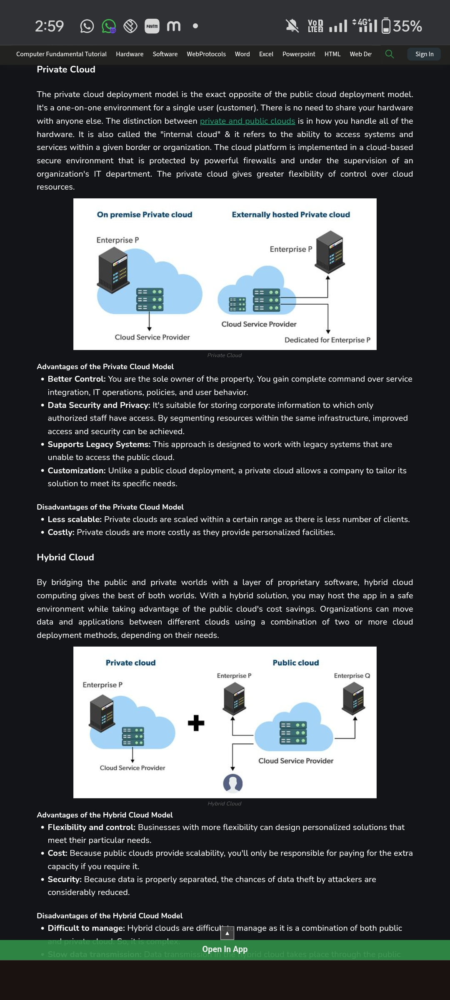 2:59
Paytm
VoD
LTE2
4G+
35%
Computer Fundamental Tutorial Hardware Software WebProtocols Word Excel Powerpoint HTML Web De
Sign In
Private Cloud
The private cloud deployment model is the exact opposite of the public cloud deployment model.
It's a one-on-one environment for a single user (customer). There is no need to share your hardware
with anyone else. The distinction between private and public clouds is in how you handle all of the
hardware. It is also called the "internal cloud" & it refers to the ability to access systems and
services within a given border or organization. The cloud platform is implemented in a cloud-based
secure environment that is protected by powerful firewalls and under the supervision of an
organization's IT department. The private cloud gives greater flexibility of control over cloud
resources.
On premise Private cloud
Externally hosted Private cloud
Enterprise P
Enterprise P
Cloud Service Provider
Cloud Service Provider
Dedicated for Enterprise P
Private Cloud
Advantages of the Private Cloud Model
• Better Control: You are the sole owner of the property. You gain complete command over service
integration, IT operations, policies, and user behavior.
• Data Security and Privacy: It's suitable for storing corporate information to which only
authorized staff have access. By segmenting resources within the same infrastructure, improved
access and security can be achieved.
• Supports Legacy Systems: This approach is designed to work with legacy systems that are
unable to access the public cloud.
• Customization: Unlike a public cloud deployment, a private cloud allows a company to tailor its
solution to meet its specific needs.
Disadvantages of the Private Cloud Model
• Less scalable: Private clouds are scaled within a certain range as there is less number of clients.
• Costly: Private clouds are more costly as they provide personalized facilities.
Hybrid Cloud
By bridging the public and private worlds with a layer of proprietary software, hybrid cloud
computing gives the best of both worlds. With a hybrid solution, you may host the app in a safe
environment while taking advantage of the public cloud's cost savings. Organizations can move
data and applications between different clouds using a combination of two or more cloud
deployment methods, depending on their needs.
Private cloud
Public cloud
Enterprise P
Enterprise P
Enterprise Q
Cloud Service Provider
Cloud Service Provider
Hybrid Cloud
Advantages of the Hybrid Cloud Model
• Flexibility and control: Businesses with more flexibility can design personalized solutions that
meet their particular needs.
• Cost: Because public clouds provide scalability, you'll only be responsible for paying for the extra
capacity if you require it.
• Security: Because data is properly separated, the chances of data theft by attackers are
considerably reduced.
Disadvantages of the Hybrid Cloud Model
• Difficult to manage: Hybrid clouds are difficult to manage as it is a combination of both public
and private cloud. So, it is complex.
Open In App
• Slow data transmission: Data transmission in the hybrid cloud takes place through the public